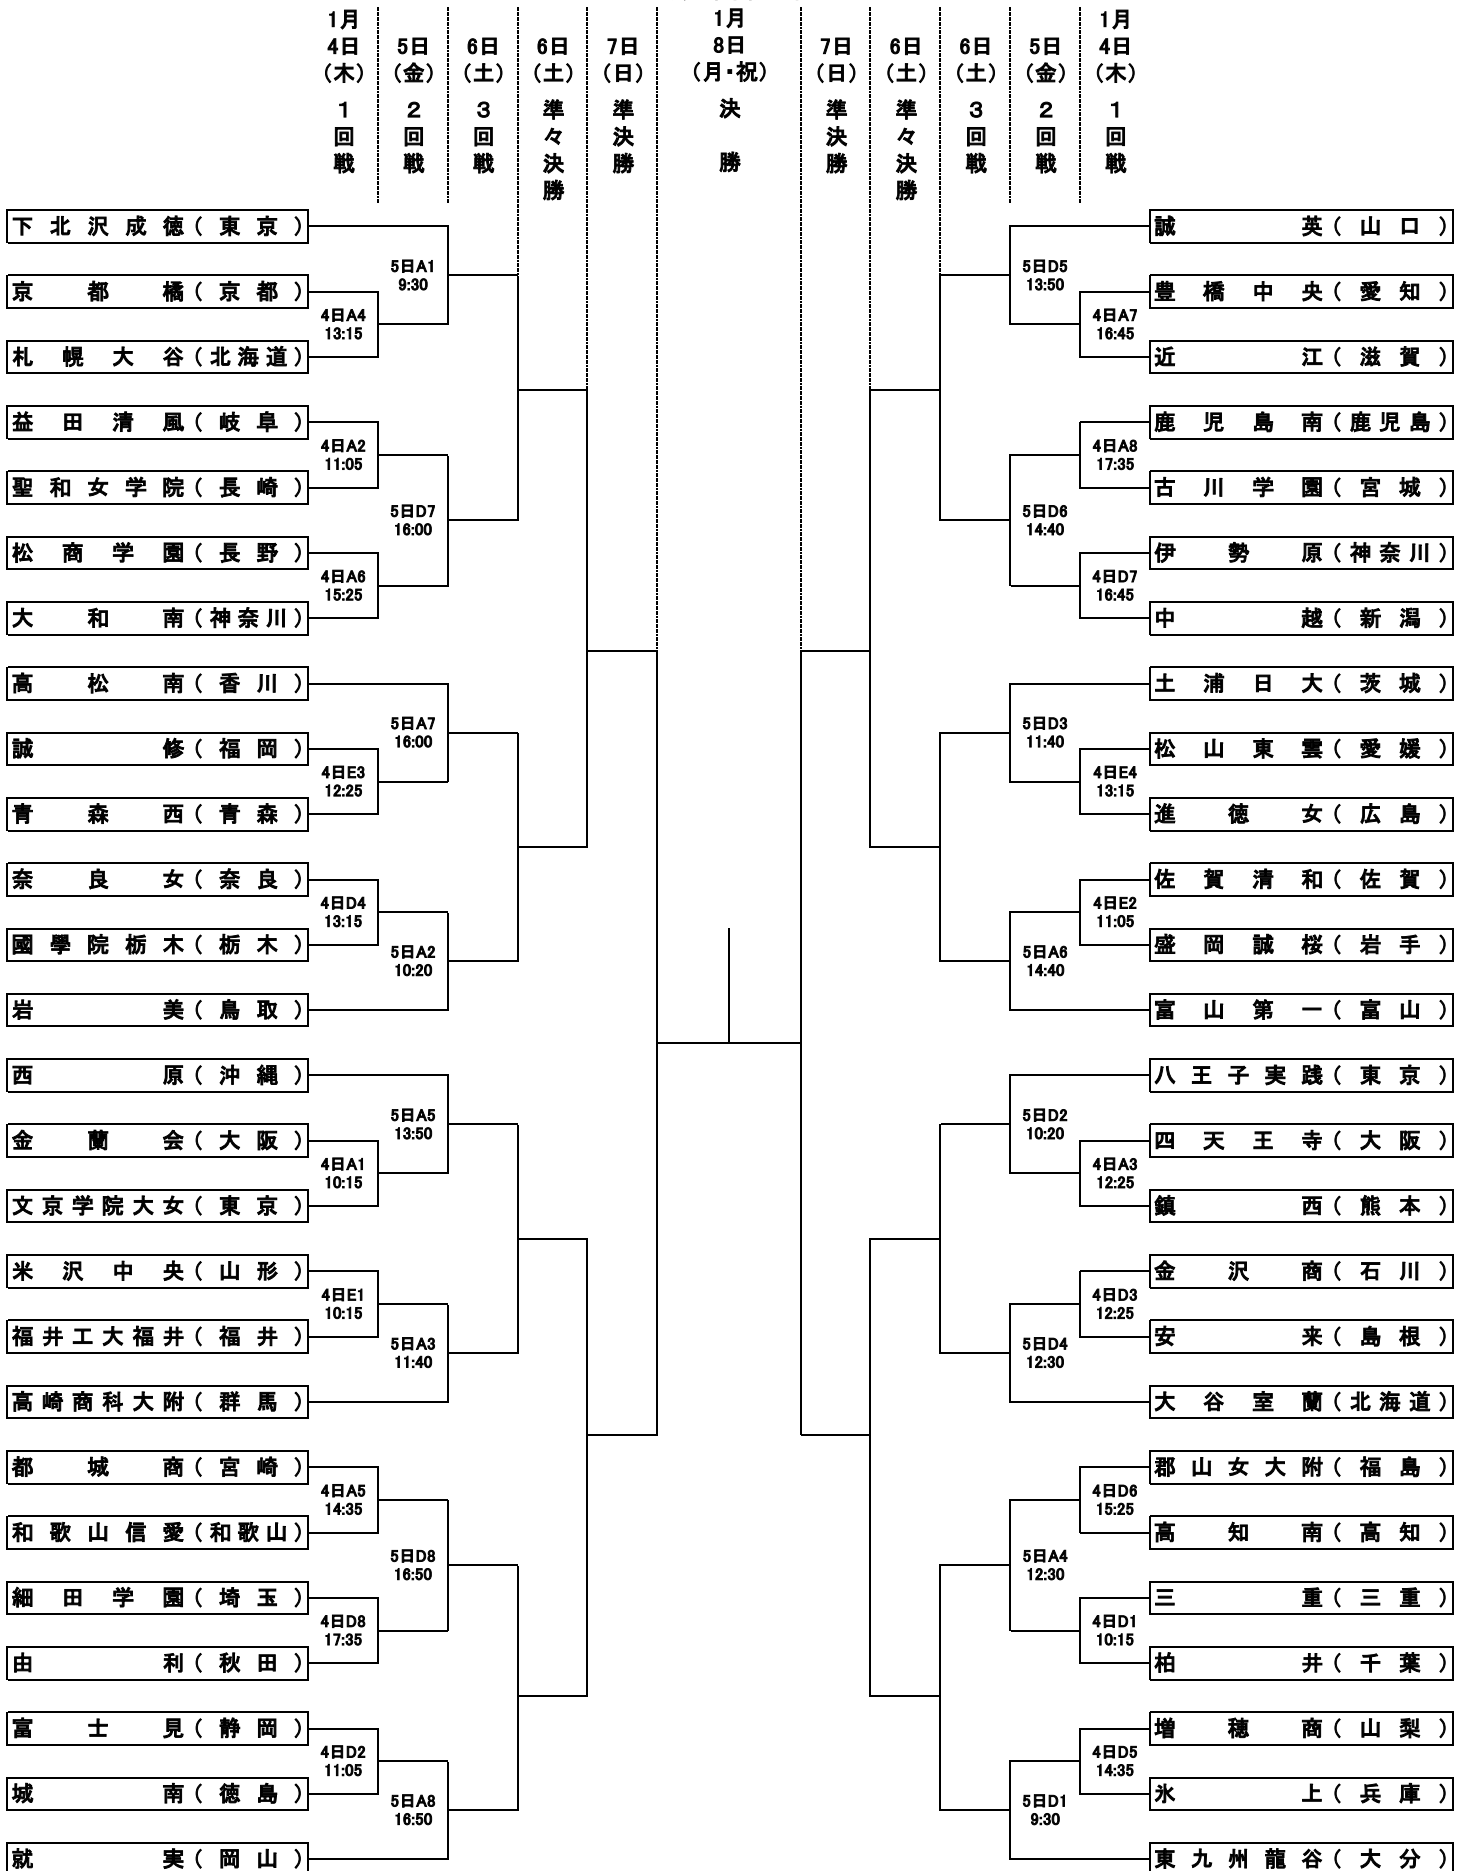 1月 4日 (木) 1回戦
5日 (金) 2回戦
6日 (土) 3回戦
6日 (土) 準々決勝
7日 (日) 準決勝
1月 8日 (月・祝) 決勝
7日 (日) 準決勝
6日 (土) 準々決勝
6日 (土) 3回戦
5日 (金) 2回戦
1月 4日 (木) 1回戦
下北沢成徳(東京)
5日A1
9:30
京都橘(京都)
4日A4
13:15
札幌大谷(北海道)
益田清風(岐阜)
4日A2
11:05
聖和女学院(長崎)
5日D7
16:00
松商学園(長野)
4日A6
15:25
大和南(神奈川)
高松南(香川)
5日A7
16:00
誠修(福岡)
4日E3
12:25
青森西(青森)
奈良女(奈良)
4日D4
13:15
國學院栃木(栃木)
5日A2
10:20
岩美(鳥取)
西原(沖縄)
5日A5
13:50
金蘭会(大阪)
4日A1
10:15
文京学院大女(東京)
米沢中央(山形)
4日E1
10:15
福井工大福井(福井)
5日A3
11:40
高崎商科大附(群馬)
都城商(宮崎)
4日A5
14:35
和歌山信愛(和歌山)
5日D8
16:50
細田学園(埼玉)
4日D8
17:35
由利(秋田)
富士見(静岡)
4日D2
11:05
城南(徳島)
5日A8
16:50
就実(岡山)
誠英(山口)
5日D5
13:50
豊橋中央(愛知)
4日A7
16:45
近江(滋賀)
鹿児島南(鹿児島)
4日A8
17:35
古川学園(宮城)
5日D6
14:40
伊勢原(神奈川)
4日D7
16:45
中越(新潟)
土浦日大(茨城)
5日D3
11:40
松山東雲(愛媛)
4日E4
13:15
進徳女(広島)
佐賀清和(佐賀)
4日E2
11:05
盛岡誠桜(岩手)
5日A6
14:40
富山第一(富山)
八王子実践(東京)
5日D2
10:20
四天王寺(大阪)
4日A3
12:25
鎮西(熊本)
金沢商(石川)
4日D3
12:25
安来(島根)
5日D4
12:30
大谷室蘭(北海道)
郡山女大附(福島)
4日D6
15:25
高知南(高知)
5日A4
12:30
三重(三重)
4日D1
10:15
柏井(千葉)
増穂商(山梨)
4日D5
14:35
氷上(兵庫)
5日D1
9:30
東九州龍谷(大分)